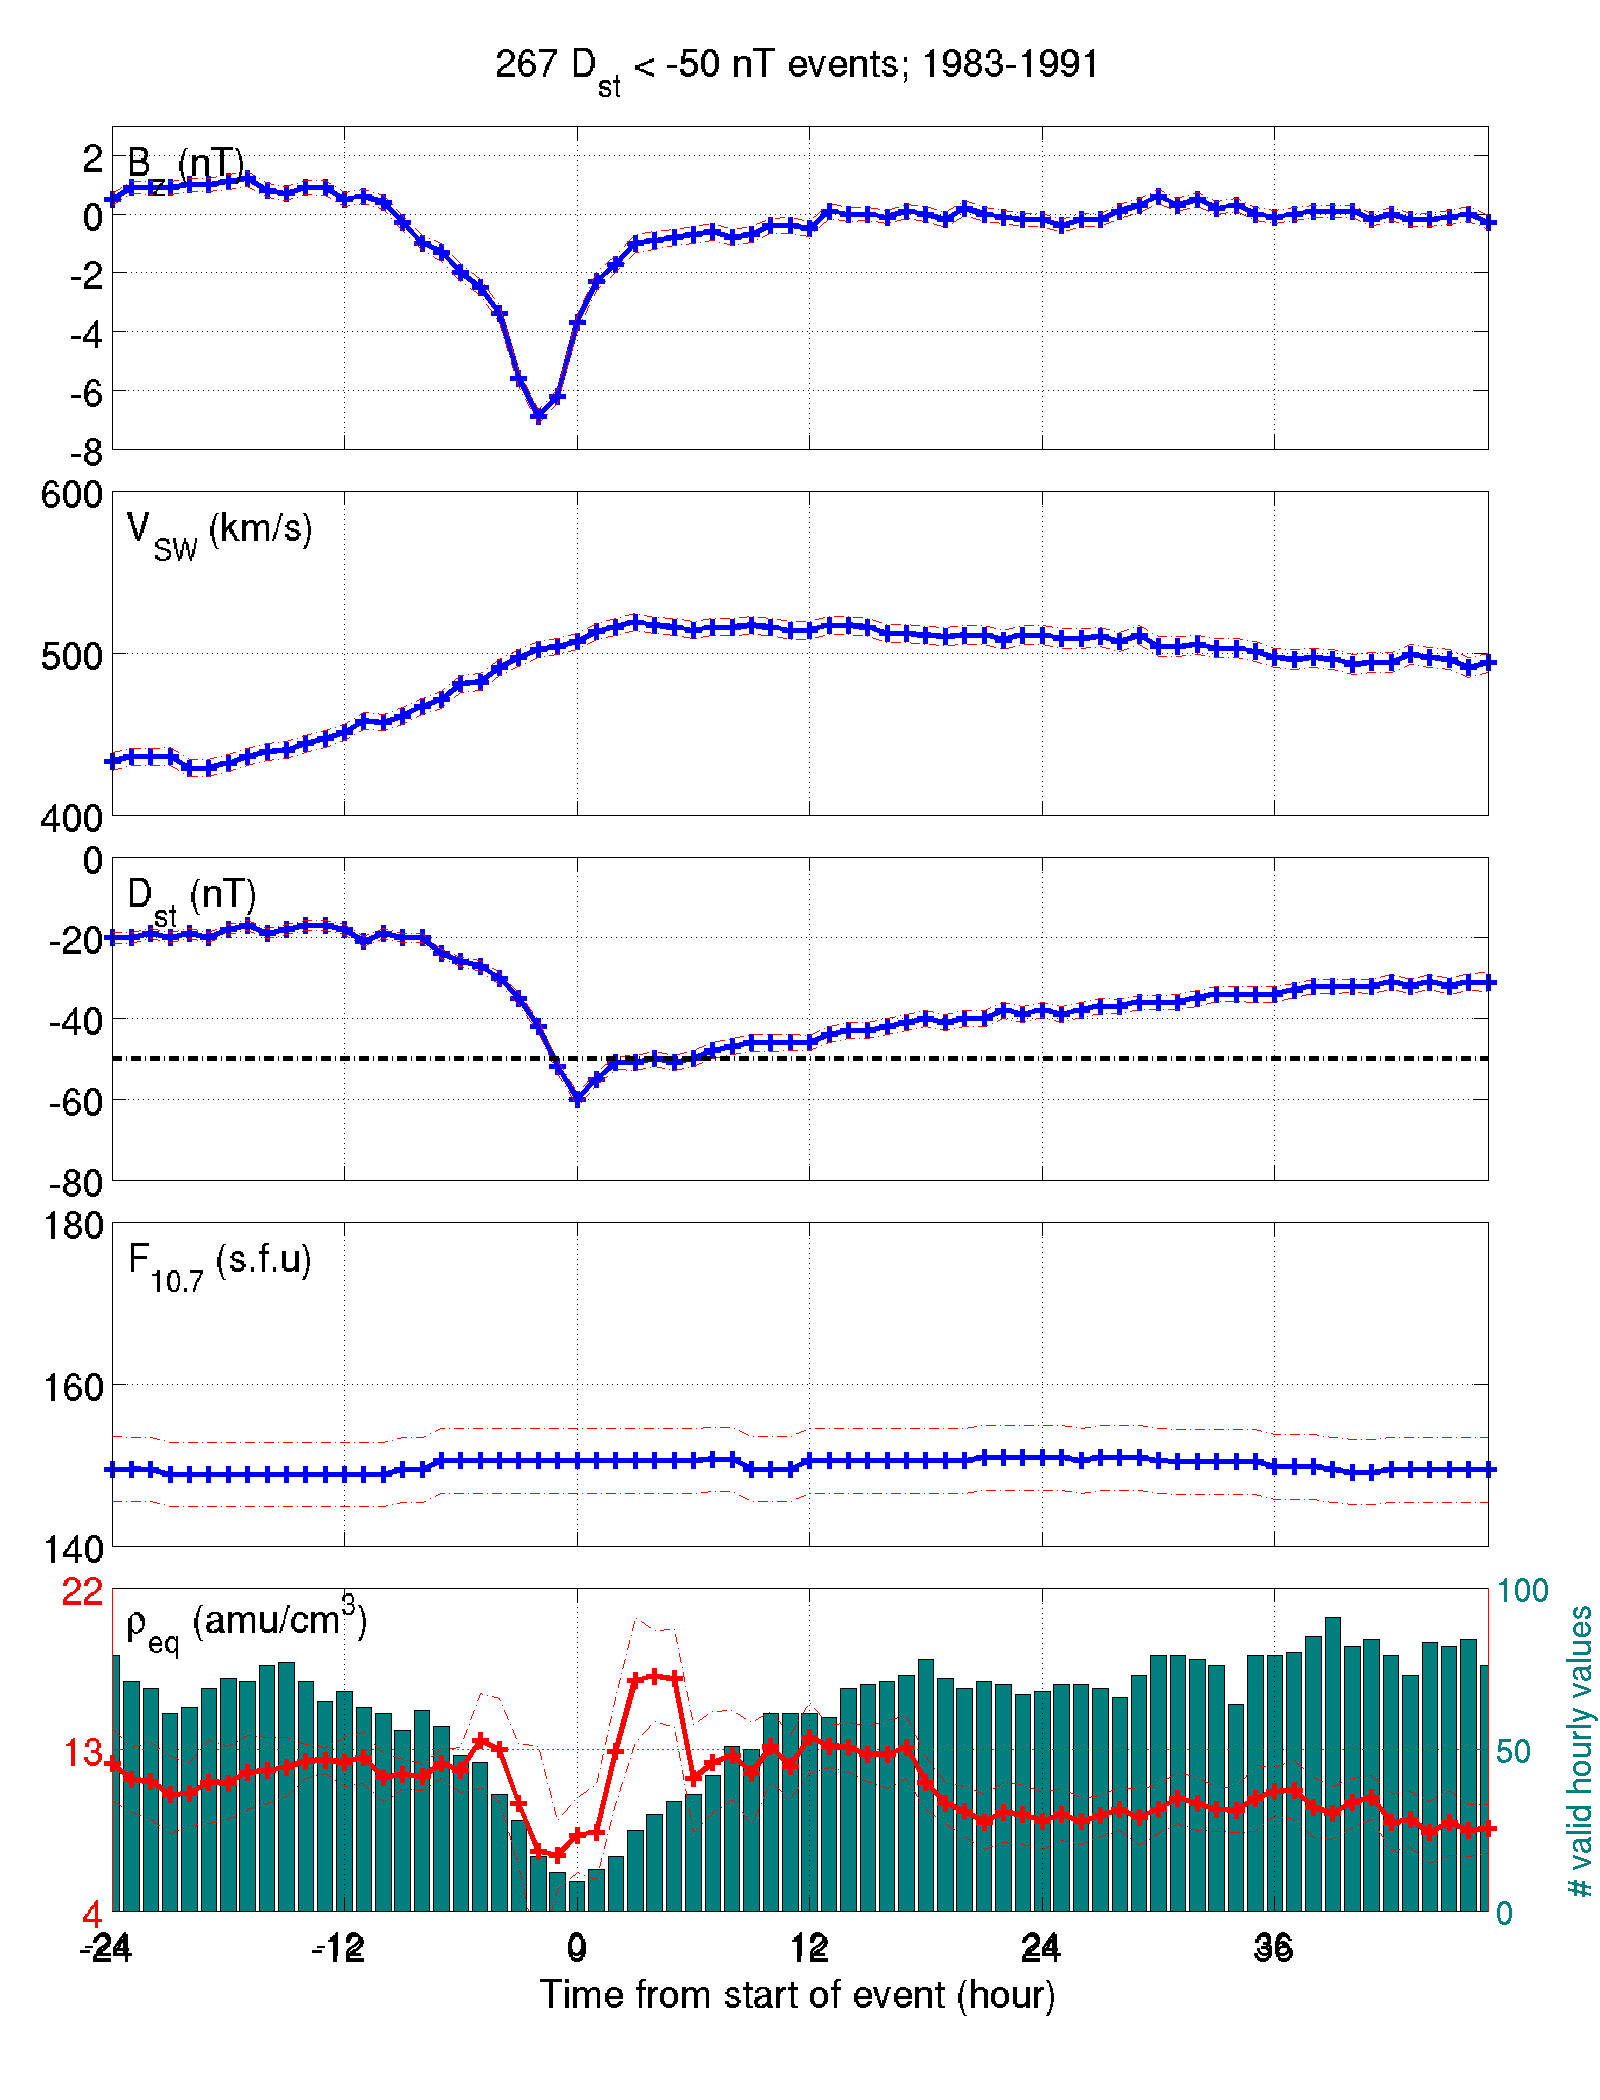 267 Dst < -50 nT events; 1983-1991
Bz (nT)
2
0
-2
-4
-6
-8
VSW (km/s)
600
500
400
Dst (nT)
0
-20
-40
-60
-80
F10.7 (s.f.u)
180
160
140
ρeq (amu/cm3)
22
13
4
100
50
0
# valid hourly values
-24 -12 0 12 24 36
Time from start of event (hour)